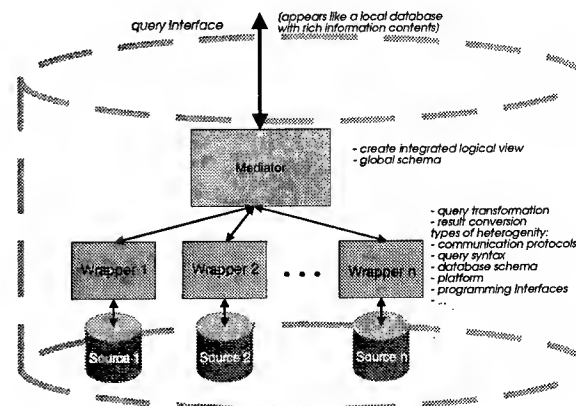 query interface
(appears like a local database
with rich information contents)
Mediator
- create integrated logical view
- global schema
- query transformation
- result conversion
types of heterogenity:
- communication protocols
- query syntax
- database schema
- platform
- programming interfaces
- ...
Wrapper 1
Wrapper 2
• • •
Wrapper n
Source 1
Source 2
Source n